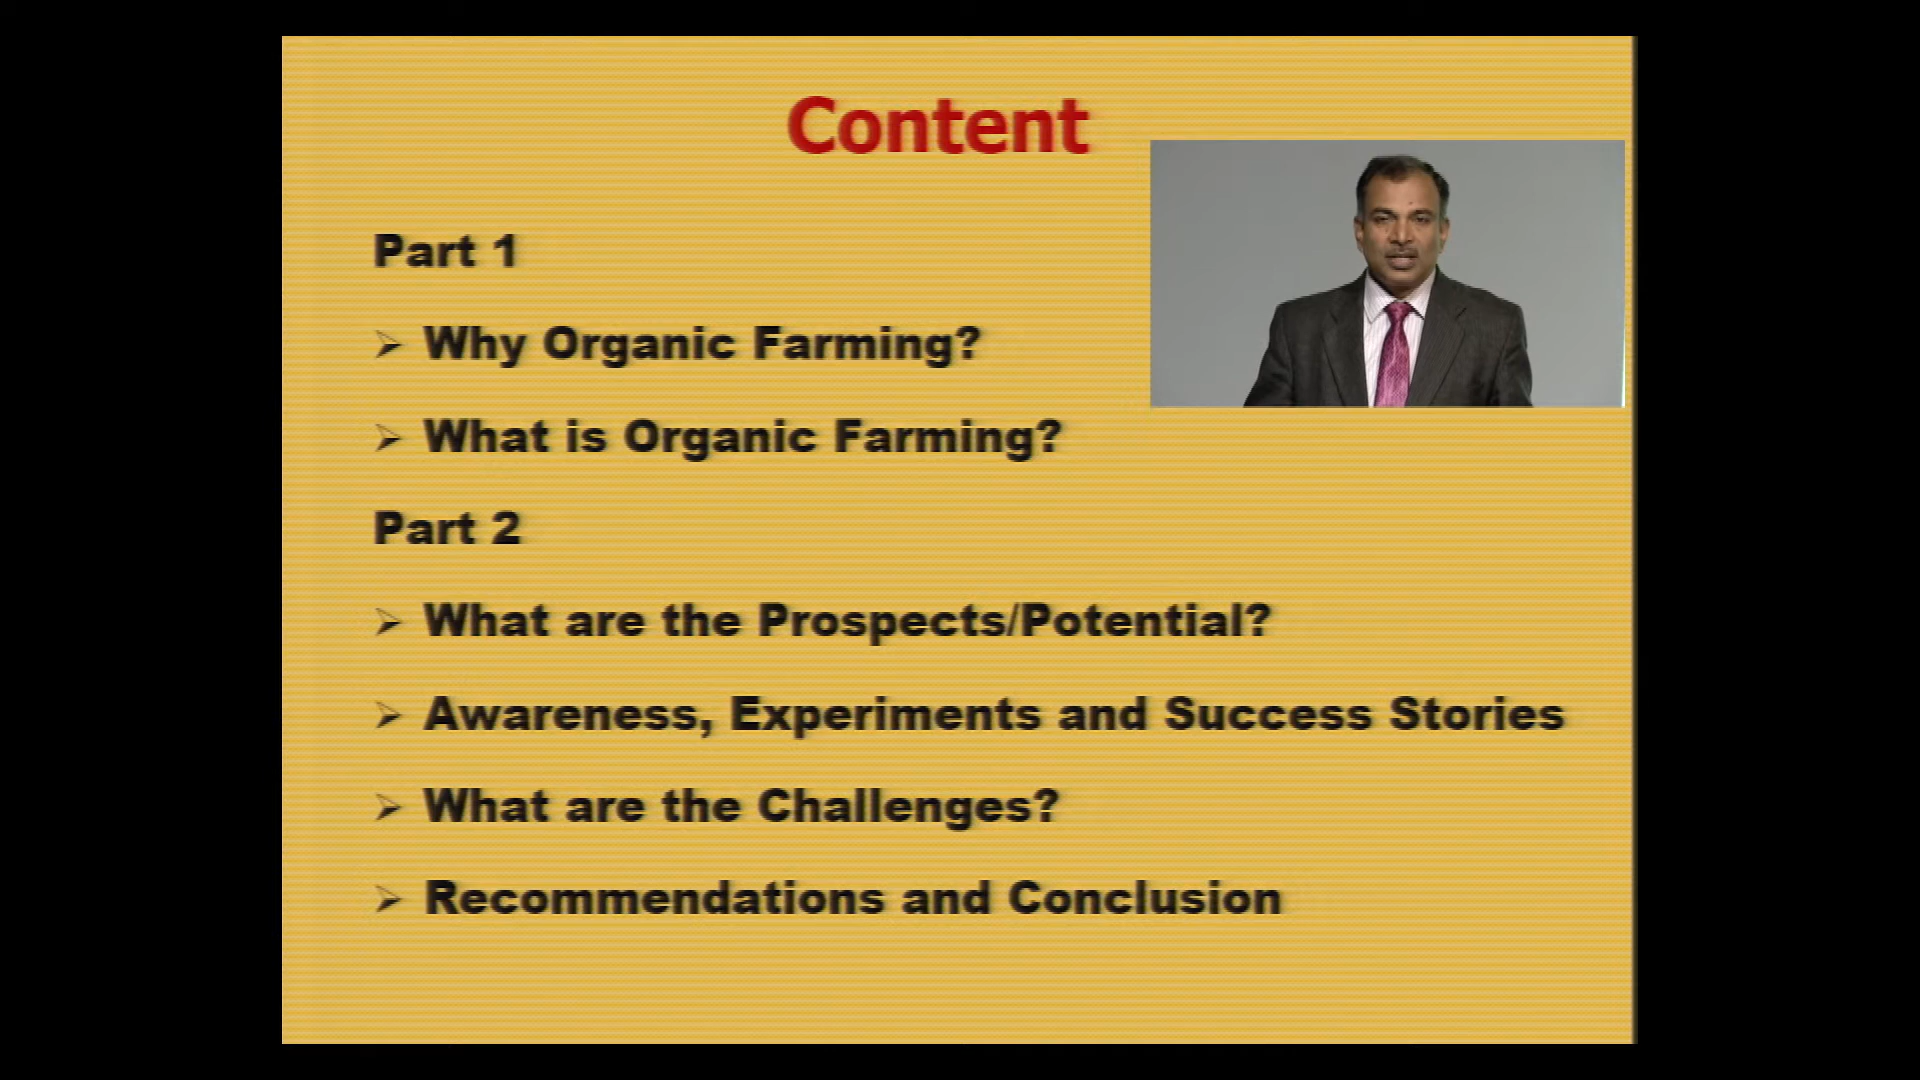 Content
Part 1
➢ Why Organic Farming?
➢ What is Organic Farming?
Part 2
➢ What are the Prospects/Potential?
➢ Awareness, Experiments and Success Stories
➢ What are the Challenges?
➢ Recommendations and Conclusion